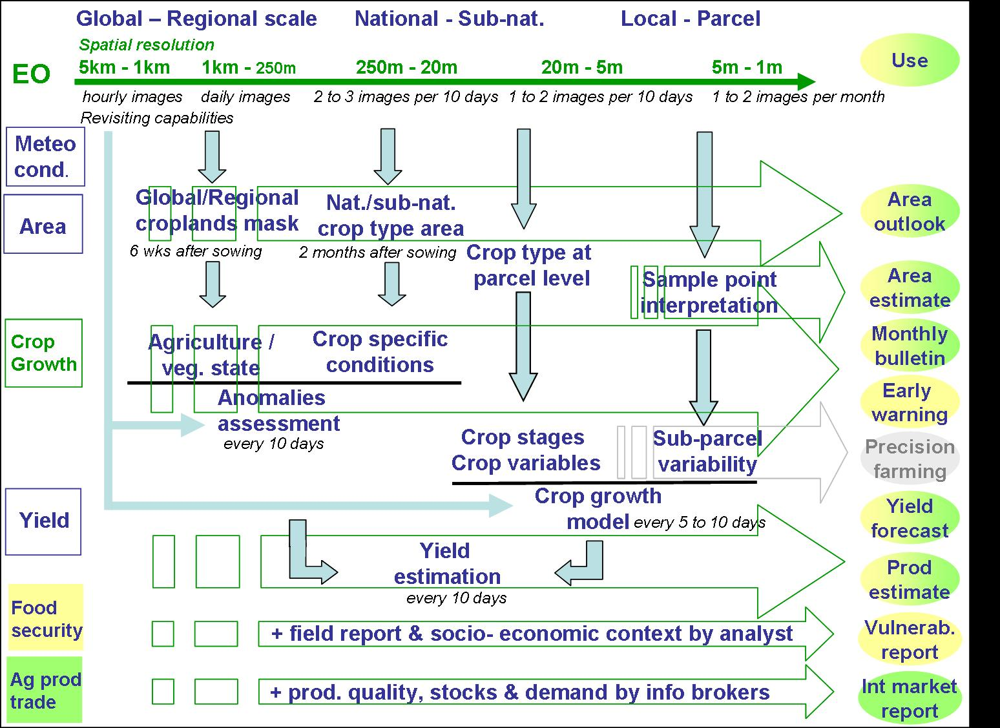 Global – Regional scale National - Sub-nat. Local - Parcel
Spatial resolution
EO 5km - 1km 1km - 250m 250m - 20m 20m - 5m 5m - 1m Use
hourly images daily images 2 to 3 images per 10 days 1 to 2 images per 10 days 1 to 2 images per month
Revisiting capabilities
Meteo
cond.
Area
Global/Regional
croplands mask
6 wks after sowing
Nat./sub-nat.
crop type area
2 months after sowing
Crop type at
parcel level
Sample point
interpretation
Area
outlook
Area
estimate
Crop
Growth
Agriculture /
veg. state
Crop specific
conditions
Anomalies
assessment
every 10 days
Crop stages
Crop variables
Sub-parcel
variability
Crop growth
model every 5 to 10 days
Monthly
bulletin
Early
warning
Precision
farming
Yield
Yield
estimation
every 10 days
Yield
forecast
Prod
estimate
Food
security
+ field report & socio- economic context by analyst
Vulnerab.
report
Ag prod
trade
+ prod. quality, stocks & demand by info brokers
Int market
report